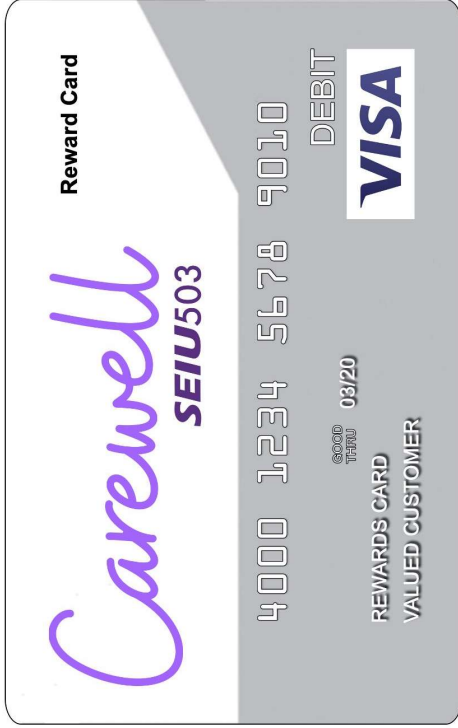 Reward Card
Carewell
SEIU503
4000 1234 5678 9010
DEBIT
GOOD
THRU 03/20
VISA
REWARDS CARD
VALUED CUSTOMER